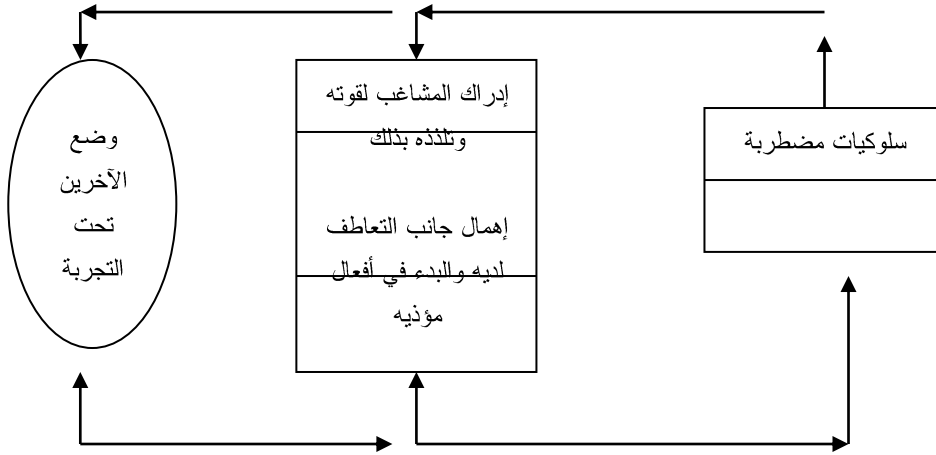 سلوكيات مضطربة
إدراك المشاغب لقوته
وتلذذه بذلك
إهمال جانب التعاطف
لديه والبدء في أفعال
مؤذيه
وضع
الآخرين
تحت
التجربة